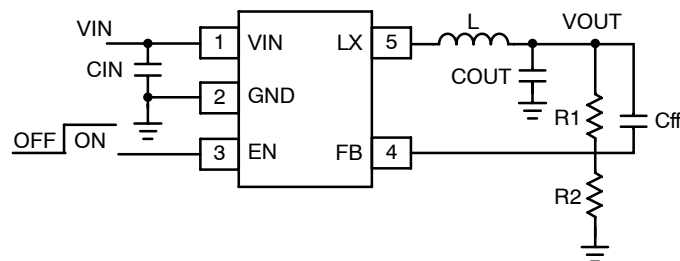 VIN
CIN
1 VIN
2 GND
3 EN
OFF ON
LX 5
FB 4
L
VOUT
COUT
R1
Cff
R2